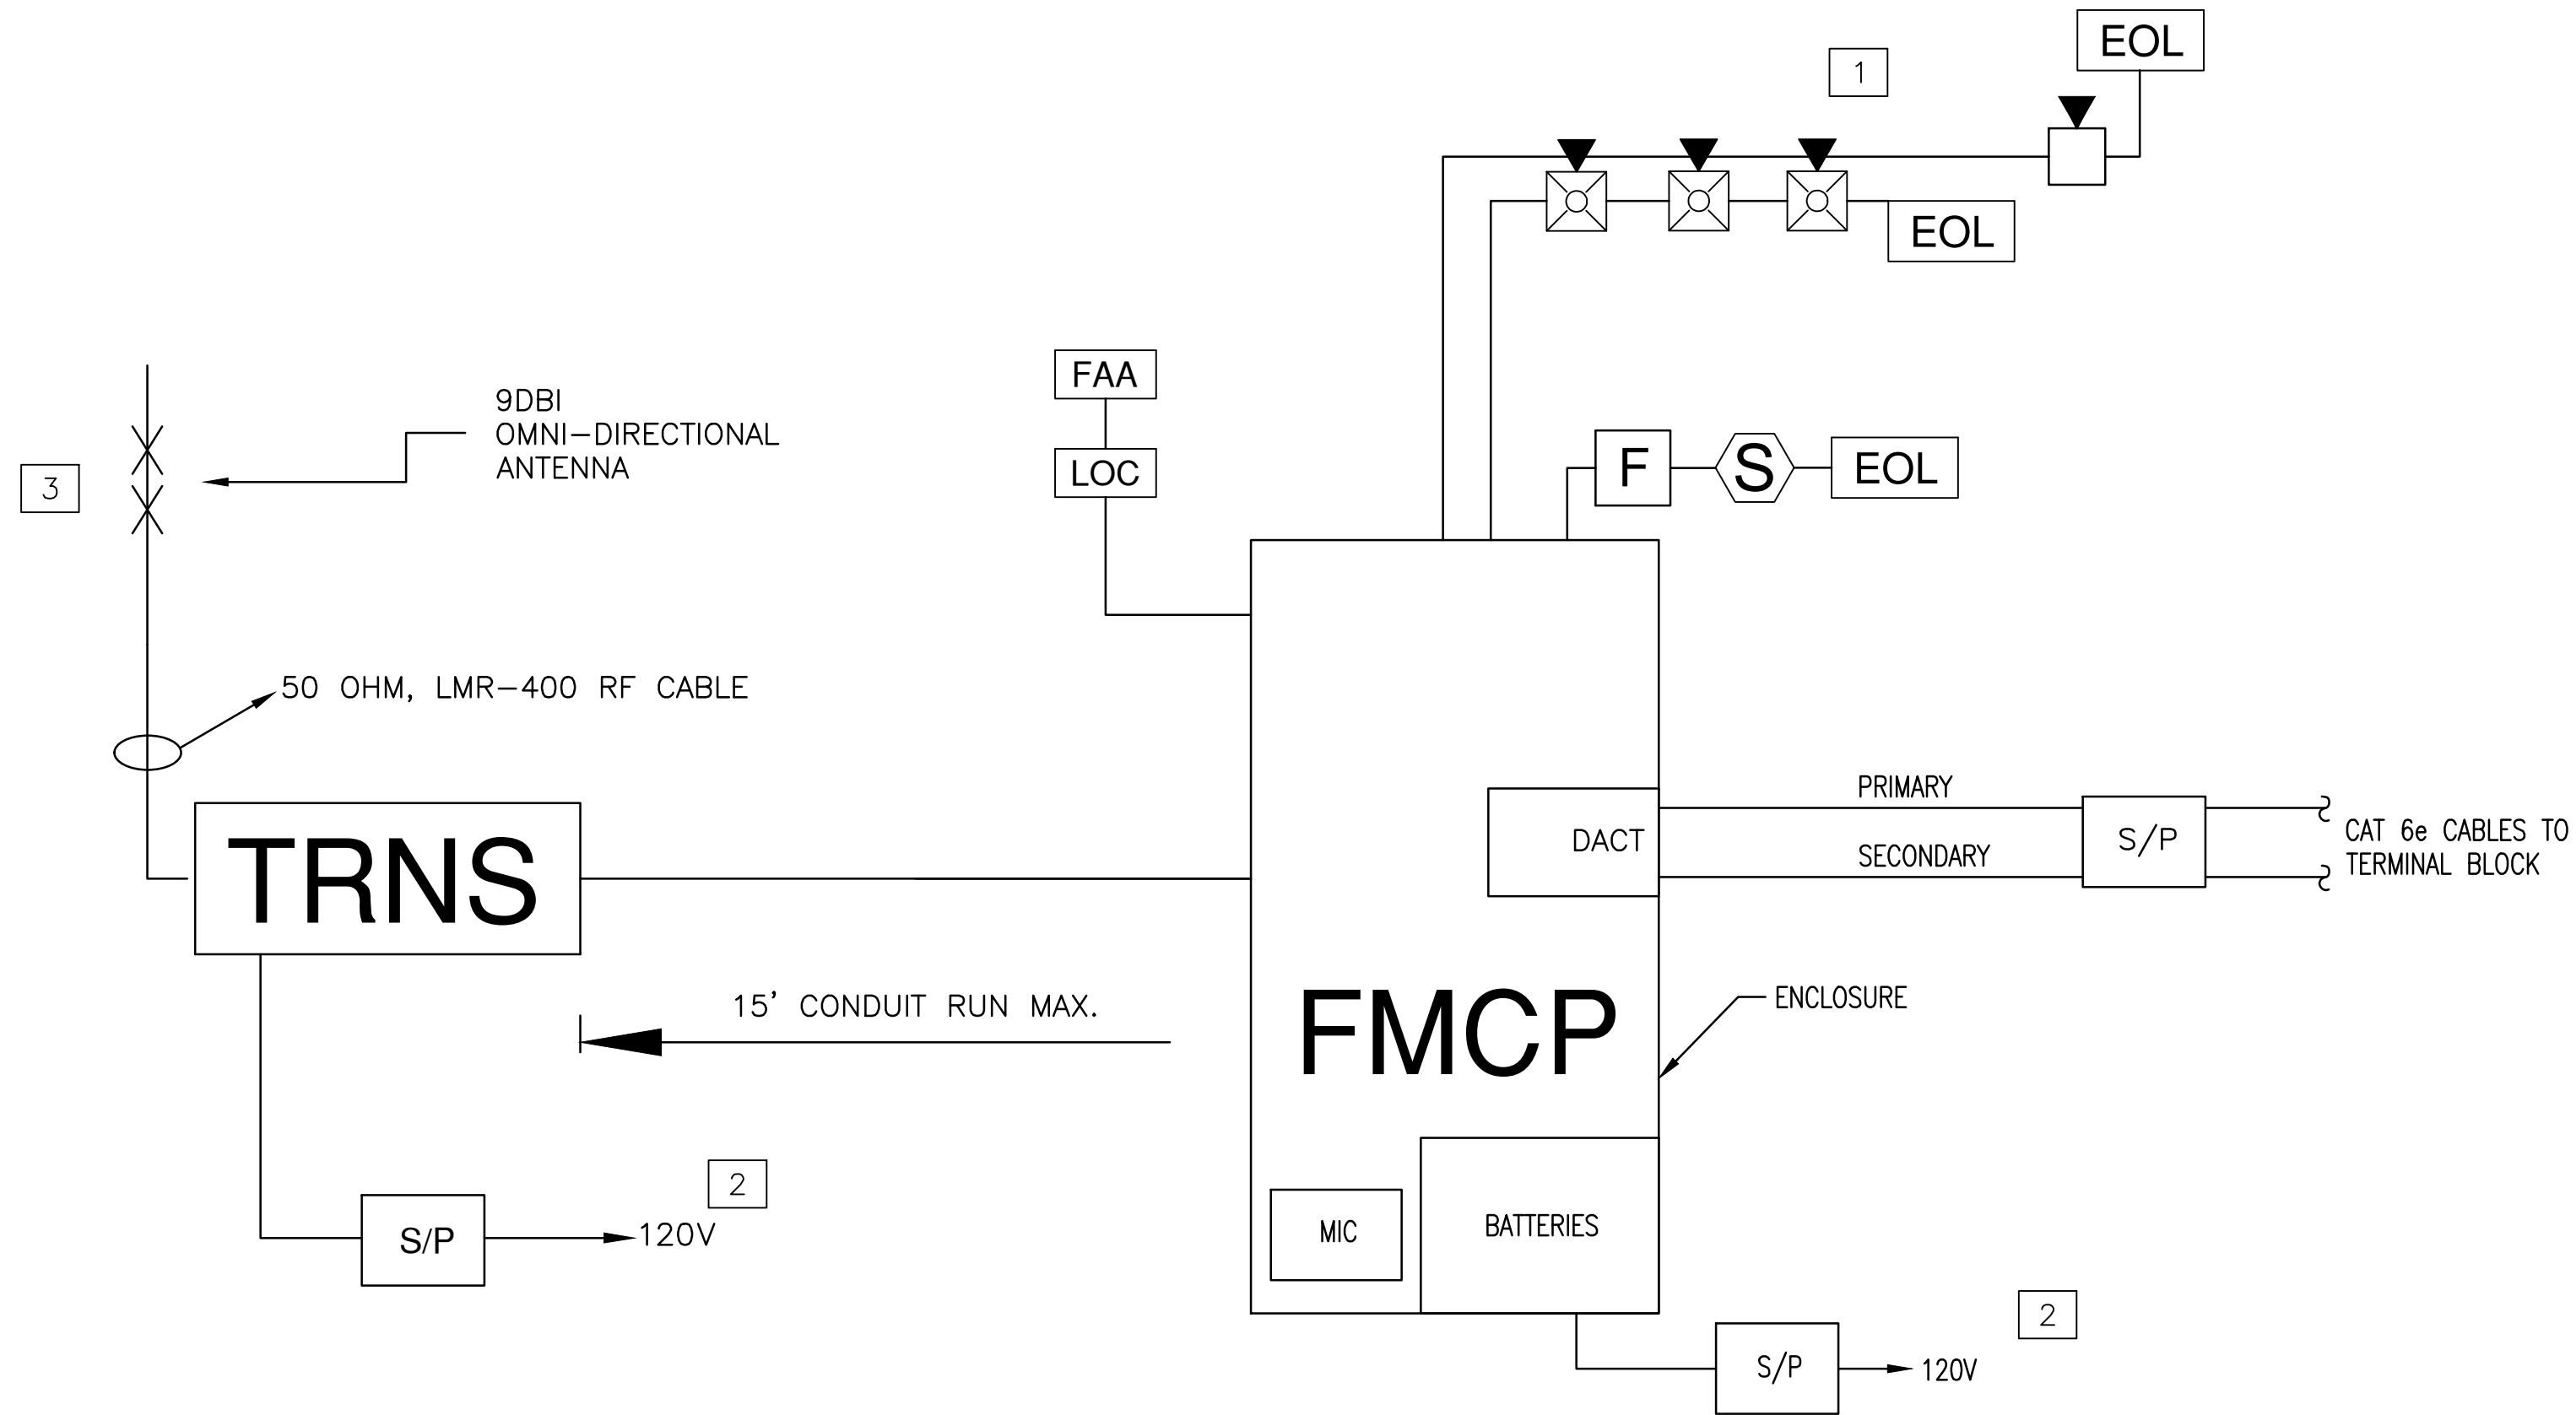 EOL
1
EOL
FAA
LOC
9DBI
OMNI-DIRECTIONAL
ANTENNA
3
F
S
EOL
50 OHM, LMR-400 RF CABLE
TRNS
DACT
PRIMARY
SECONDARY
S/P
CAT 6e CABLES TO
TERMINAL BLOCK
15' CONDUIT RUN MAX.
FMCP
ENCLOSURE
2
S/P
120V
MIC
BATTERIES
2
S/P
120V